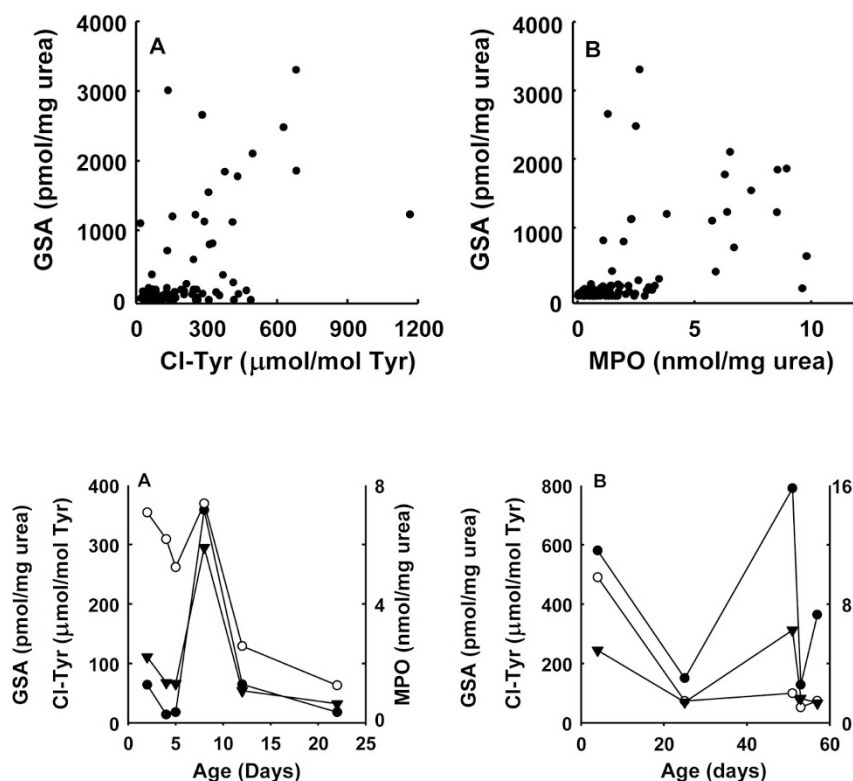 A
GSA (pmol/mg urea)
4000
3000
2000
1000
0
0 300 600 900 1200
Cl-Tyr (μmol/mol Tyr)
B
GSA (pmol/mg urea)
4000
3000
2000
1000
0
0 5 10
MPO (nmol/mg urea)
A
GSA (pmol/mg urea)
Cl-Tyr (μmol/mol Tyr)
400
300
200
100
0
8
4
0
MPO (nmol/mg urea)
0 5 10 15 20 25
Age (Days)
B
GSA (pmol/mg urea)
Cl-Tyr (μmol/mol Tyr)
800
600
400
200
0
16
12
8
4
0
0 20 40 60
Age (days)